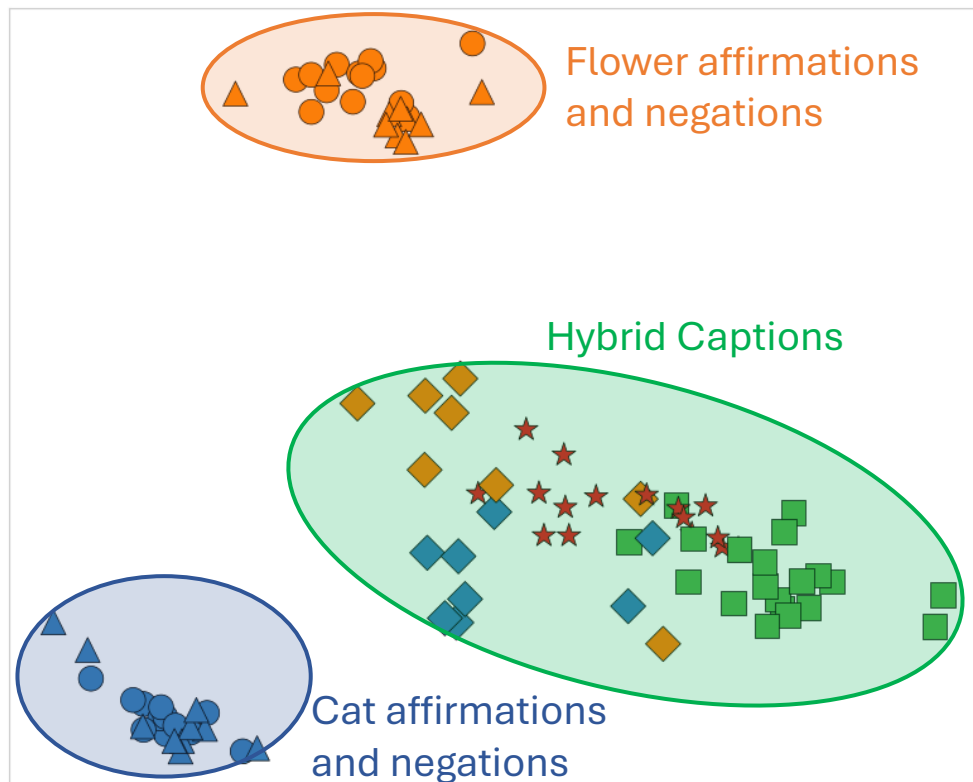 Flower affirmations
and negations
Hybrid Captions
Cat affirmations
and negations